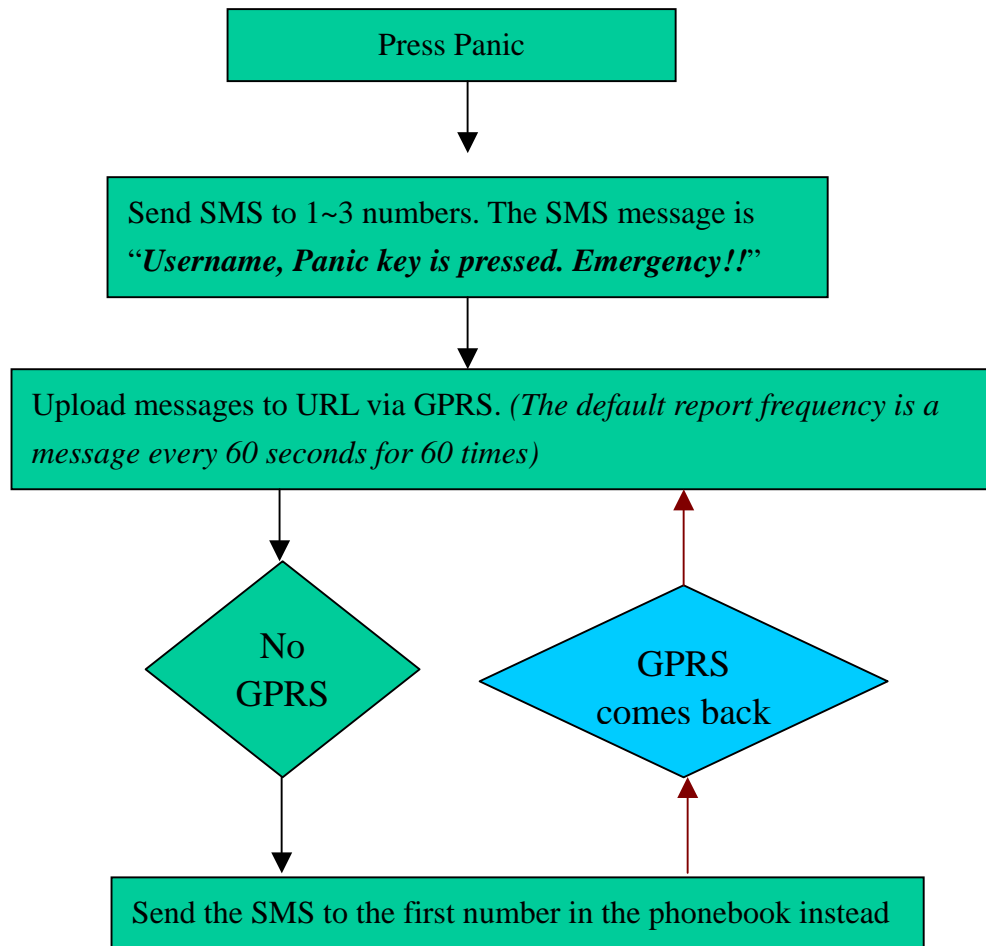 Press Panic
Send SMS to 1~3 numbers. The SMS message is
“Username, Panic key is pressed. Emergency!!”
Upload messages to URL via GPRS. (The default report frequency is a
message every 60 seconds for 60 times)
No
GPRS
GPRS
comes back
Send the SMS to the first number in the phonebook instead